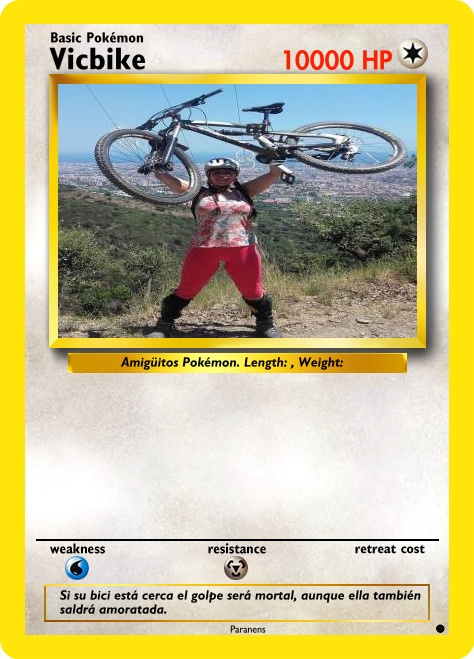 Basic Pokémon
Vicbike
10000 HP
Amigüitos Pokémon. Length: , Weight:
weakness
resistance
retreat cost
Si su bici está cerca el golpe será mortal, aunque ella también
saldrá amoratada.
Paranens